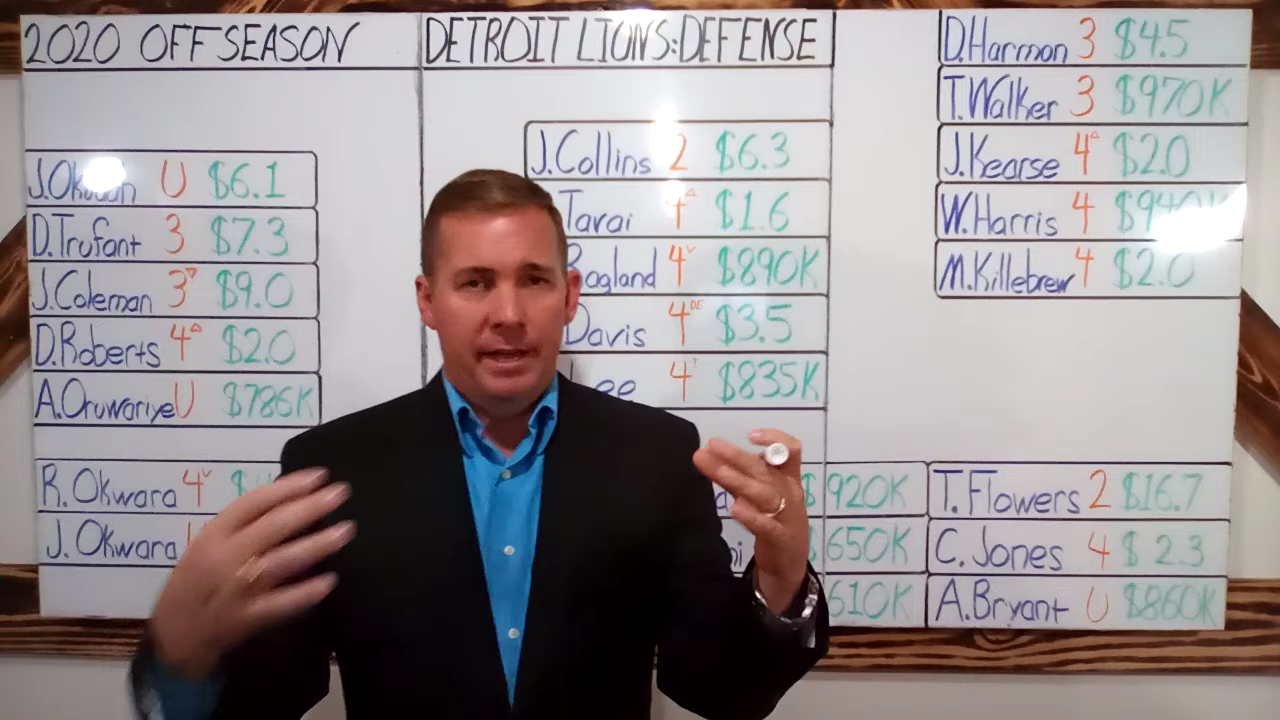 2020 OFFSEASON
DETROIT LIONS: DEFENSE
J. U $6.1
D.Trufant 3 $7.3
J.Coleman 3▽ $9.0
D.Roberts 4△ $2.0
A.Oruwariye U $786K
R.Okwara 4˅
J.Okwara
J.Collins 2 $6.3
Tavai 4△ $1.6
Ragland 4˅ $890K
Davis 4 DE $3.5
Lee 4 $835K
$920K
$650K
610K
D.Harmon 3 $4.5
T.Walker 3 $970K
J.Kearse 4△ $2.0
W.Harris 4
M.Killebrew 4 $2.0
T.Flowers 2 $16.7
C.Jones 4 $2.3
A.Bryant U $860K